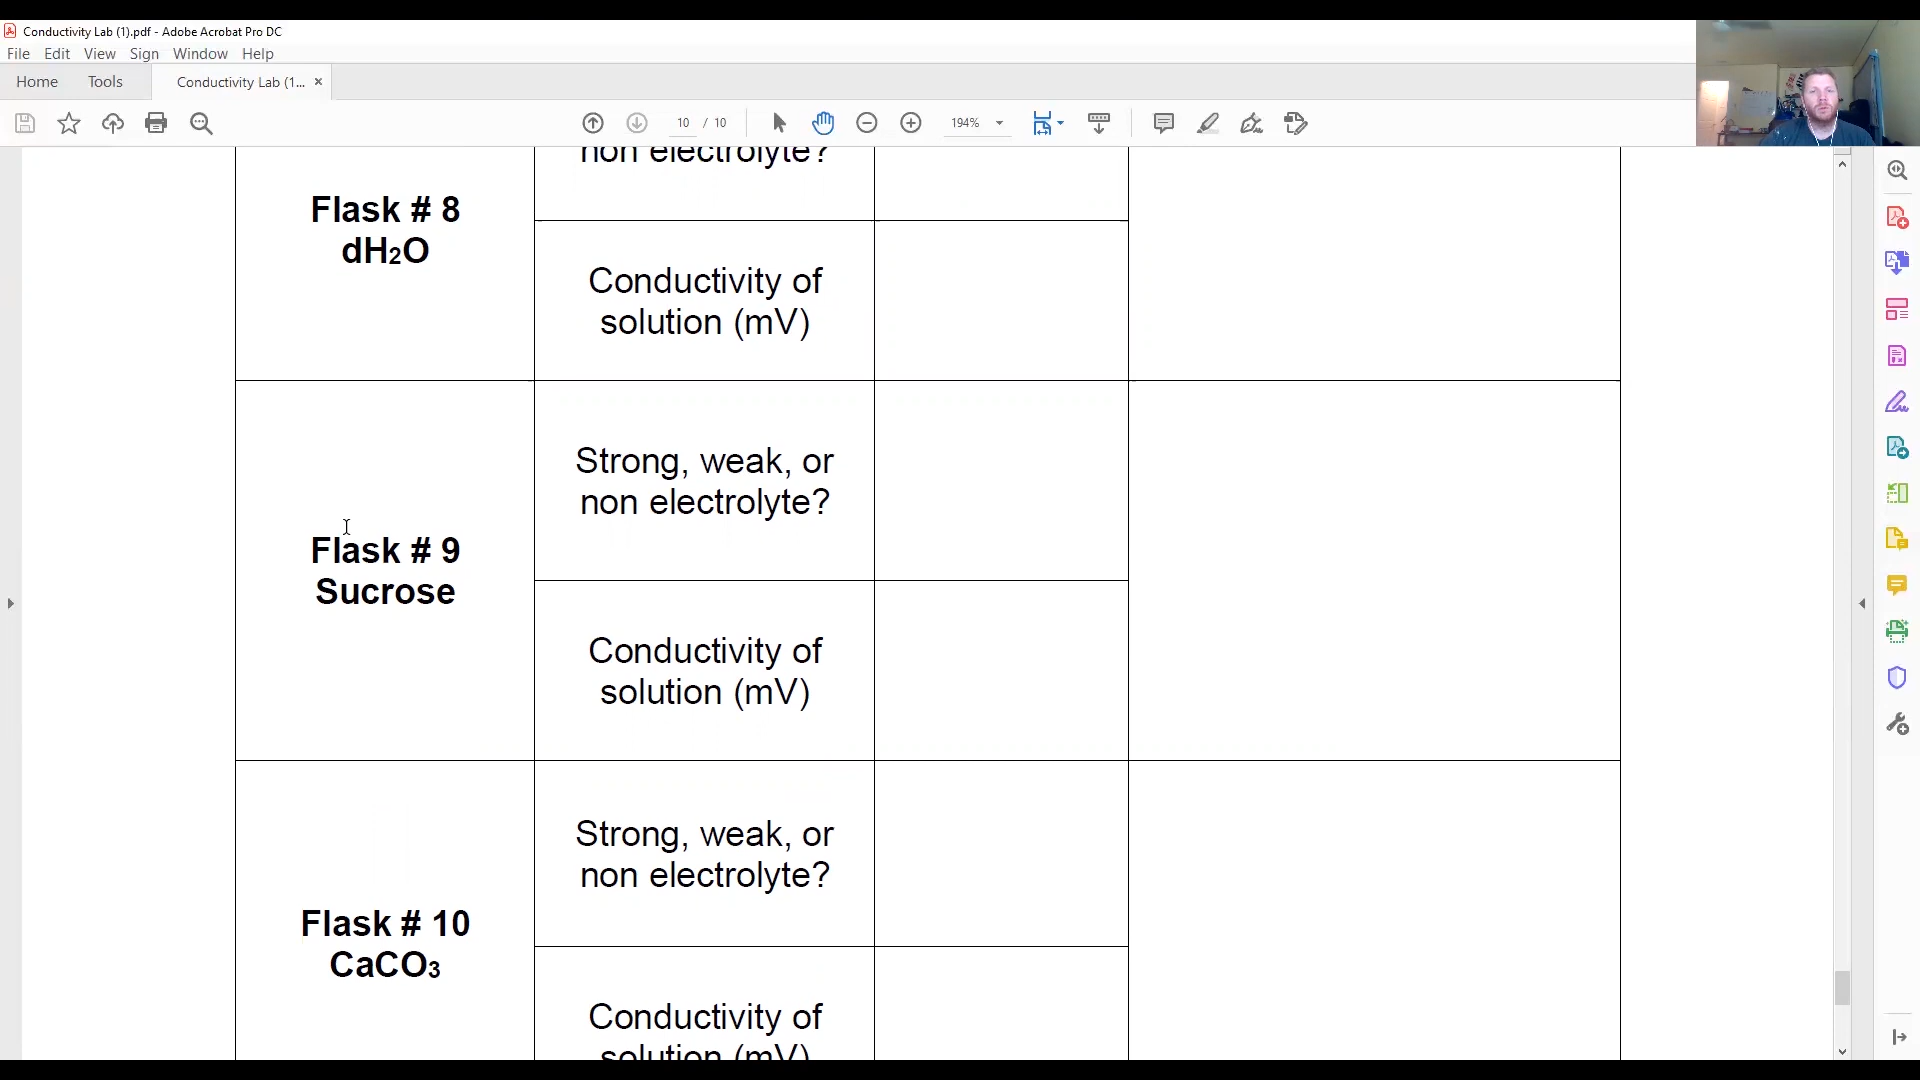 Conductivity Lab (1).pdf - Adobe Acrobat Pro DC
File Edit View Sign Window Help
Home Tools Conductivity Lab (1... ×
10 / 10 194%
non electrolyte?
Flask # 8
dH₂O
Conductivity of
solution (mV)
Strong, weak, or
non electrolyte?
Flask # 9
Sucrose
Conductivity of
solution (mV)
Strong, weak, or
non electrolyte?
Flask # 10
CaCO₃
Conductivity of
solution (mV)